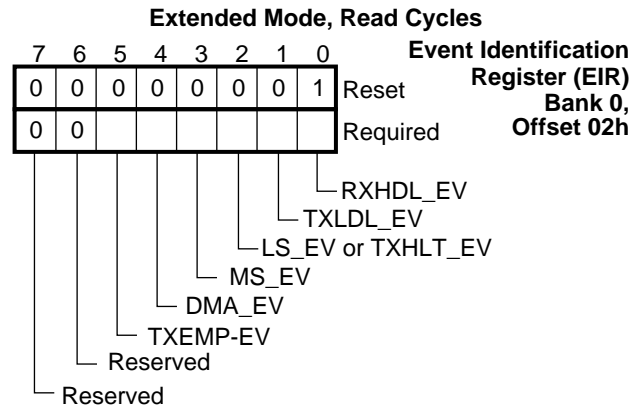 Extended Mode, Read Cycles
7 6 5 4 3 2 1 0
Event Identification
Register (EIR)
Bank 0,
Offset 02h
0 0 0 0 0 0 0 1 Reset
0 0 Required
RXHDL_EV
TXLDL_EV
LS_EV or TXHLT_EV
MS_EV
DMA_EV
TXEMP-EV
Reserved
Reserved